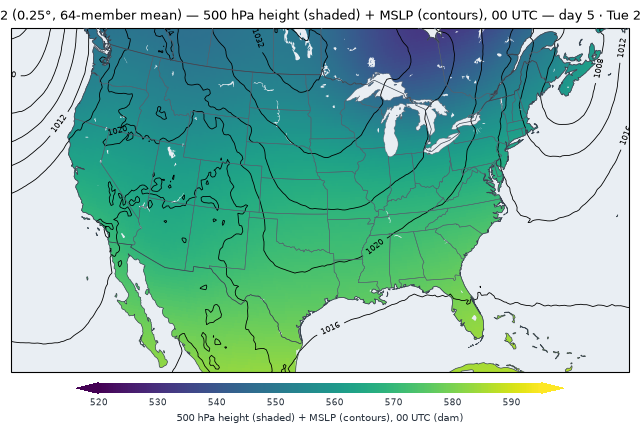 2 (0.25°, 64-member mean) — 500 hPa height (shaded) + MSLP (contours), 00 UTC — day 5 · Tue 2
1032
1012
1008
1012
1020
1016
1020
1016
520 530 540 550 560 570 580 590
500 hPa height (shaded) + MSLP (contours), 00 UTC (dam)